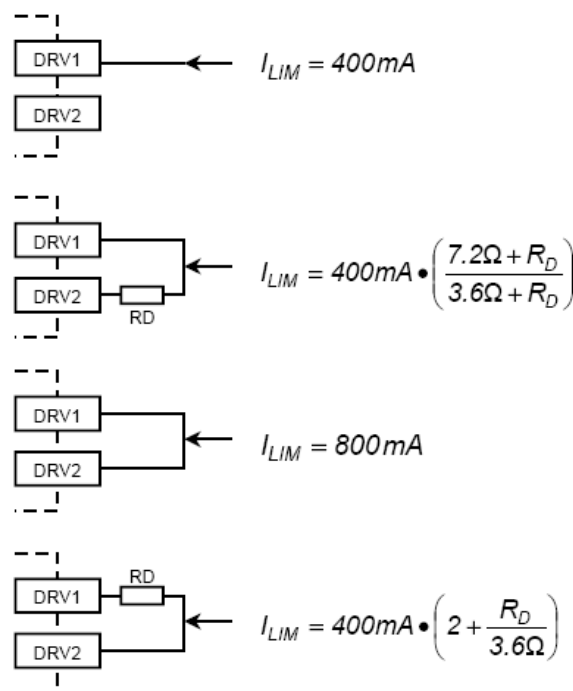 DRV1
I_LiM = 400mA
DRV2
DRV1
I_LIM = 400mA • ( (7.2Ω + R_D) / (3.6Ω + R_D) )
DRV2
RD
DRV1
I_LIM = 800mA
DRV2
RD
DRV1
I_LIM = 400mA • ( 2 + R_D / 3.6Ω )
DRV2